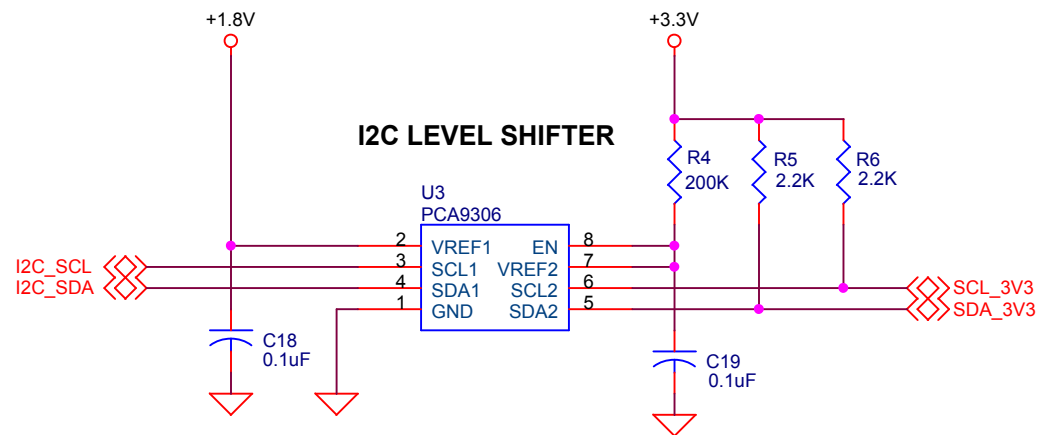 +1.8V
+3.3V
I2C LEVEL SHIFTER
R4
200K
R5
2.2K
R6
2.2K
U3
PCA9306
2 VREF1 EN 8
I2C_SCL 3 SCL1 VREF2 7
I2C_SDA 4 SDA1 SCL2 6 SCL_3V3
1 GND SDA2 5 SDA_3V3
C18
0.1uF
C19
0.1uF